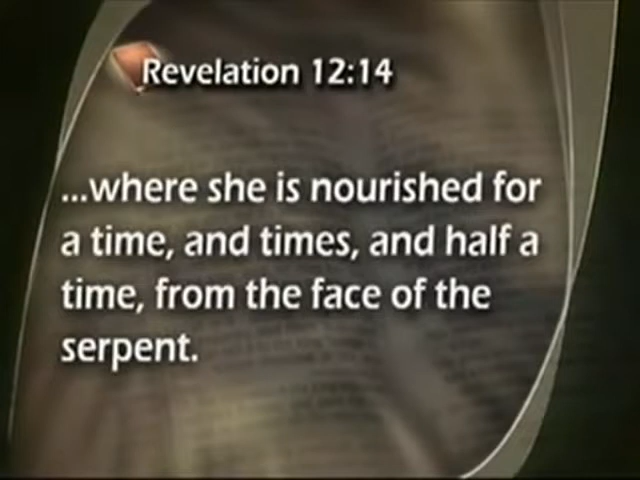 Revelation 12:14
...where she is nourished for
a time, and times, and half a
time, from the face of the
serpent.